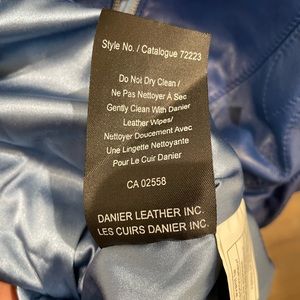 Style No. / Catalogue 72223
Do Not Dry Clean /
Ne Pas Nettoyer À Sec
Gently Clean With Danier
Leather Wipes/
Nettoyer Doucement Avec
Une Lingette Nettoyante
Pour Le Cuir Danier
CA 02558
DANIER LEATHER INC.
LES CUIRS DANIER INC.